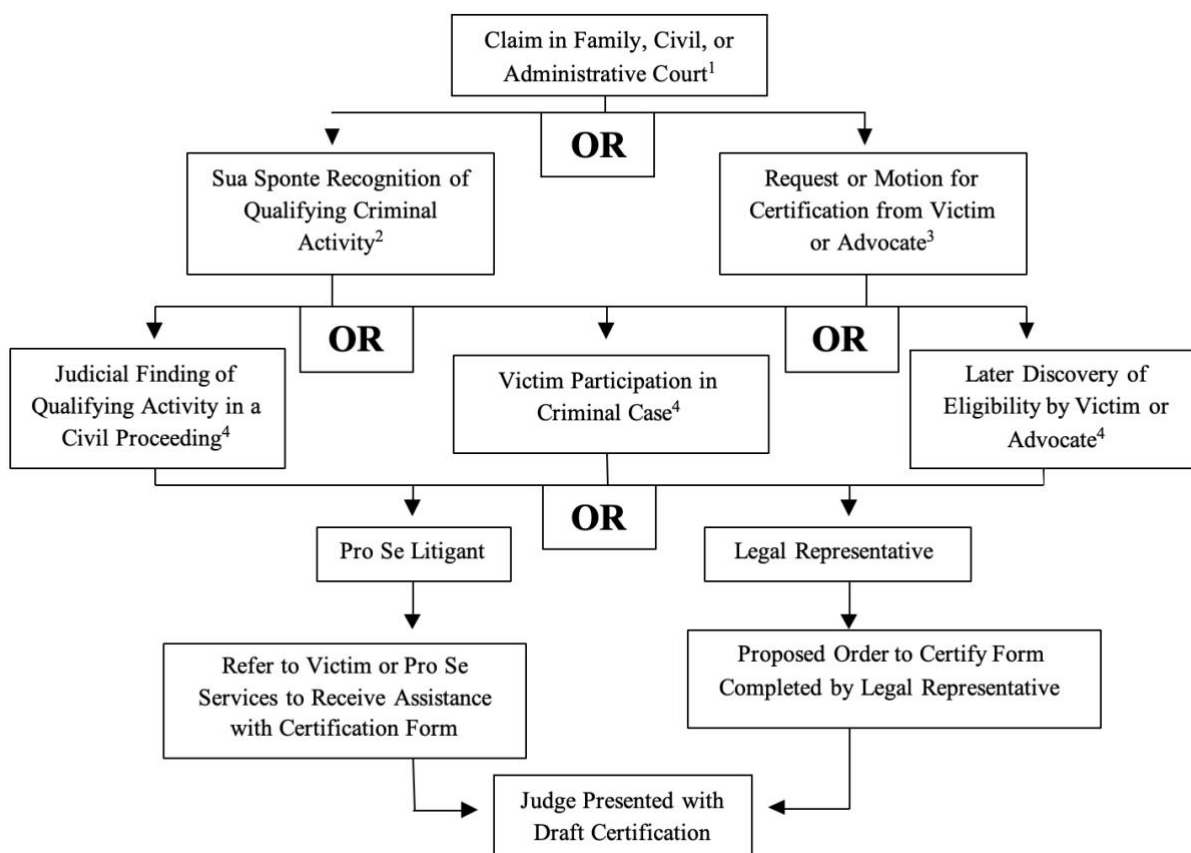 Claim in Family, Civil, or
Administrative Court¹
OR
Sua Sponte Recognition of
Qualifying Criminal
Activity²
Request or Motion for
Certification from Victim
or Advocate³
OR
OR
Judicial Finding of
Qualifying Activity in a
Civil Proceeding⁴
Victim Participation in
Criminal Case⁴
Later Discovery of
Eligibility by Victim or
Advocate⁴
OR
Pro Se Litigant
Legal Representative
Refer to Victim or Pro Se
Services to Receive Assistance
with Certification Form
Proposed Order to Certify Form
Completed by Legal Representative
Judge Presented with
Draft Certification